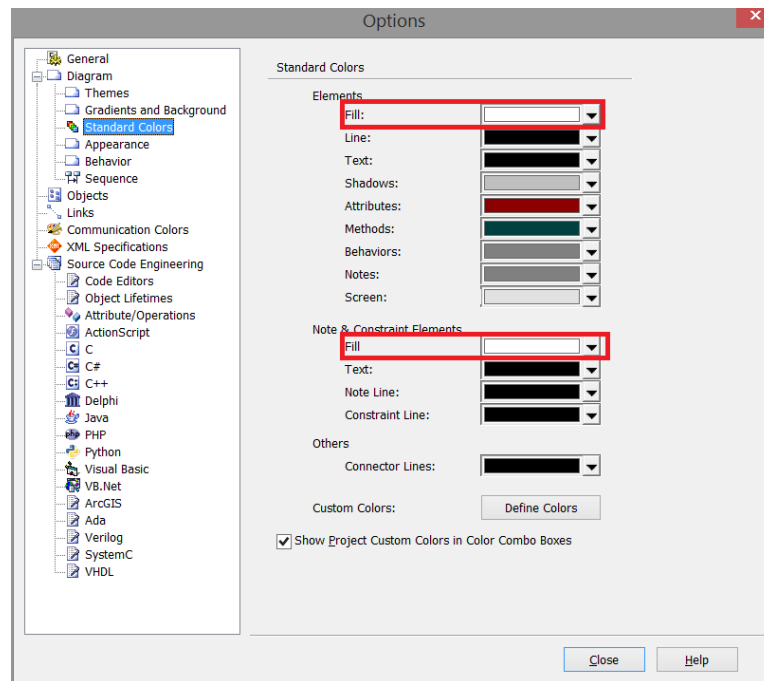 Options
General
Diagram
Themes
Gradients and Background
Standard Colors
Appearance
Behavior
Sequence
Objects
Links
Communication Colors
XML Specifications
Source Code Engineering
Code Editors
Object Lifetimes
Attribute/Operations
ActionScript
C
C#
C++
Delphi
Java
PHP
Python
Visual Basic
VB.Net
ArcGIS
Ada
Verilog
SystemC
VHDL
Standard Colors
Elements
Fill:
Line:
Text:
Shadows:
Attributes:
Methods:
Behaviors:
Notes:
Screen:
Note & Constraint Elements
Fill
Text:
Note Line:
Constraint Line:
Others
Connector Lines:
Custom Colors: Define Colors
Show Project Custom Colors in Color Combo Boxes
Close Help